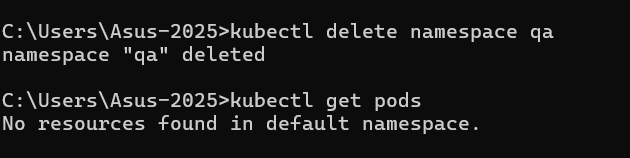 C:\Users\Asus-2025>kubectl delete namespace qa
namespace "qa" deleted
C:\Users\Asus-2025>kubectl get pods
No resources found in default namespace.